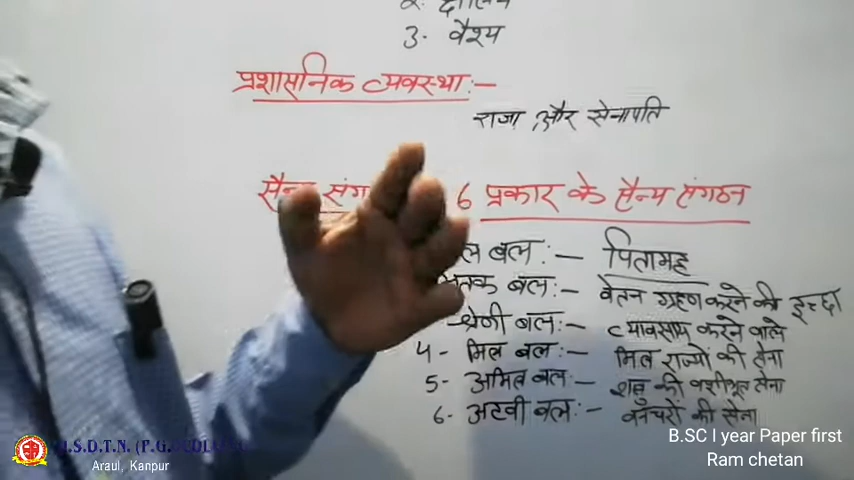 3- वैश्य
प्रशासनिक व्यवस्था:-
राजा और सेनापति
सैन्य 6 प्रकार के सैन्य संगठन
बल:- पितामह
बल:- वेतन ग्रहण करने की इच्छा
श्रेणी बल:- व्यवसाय करने वाले
4- मित्र बल:- मित्र राज्यों की सेना
5- अमित्र बल:- शत्रु की वशीभूत सेना
6- अटवी बल:- की सेना
B.SC I year Paper first
Ram chetan
Araul, Kanpur